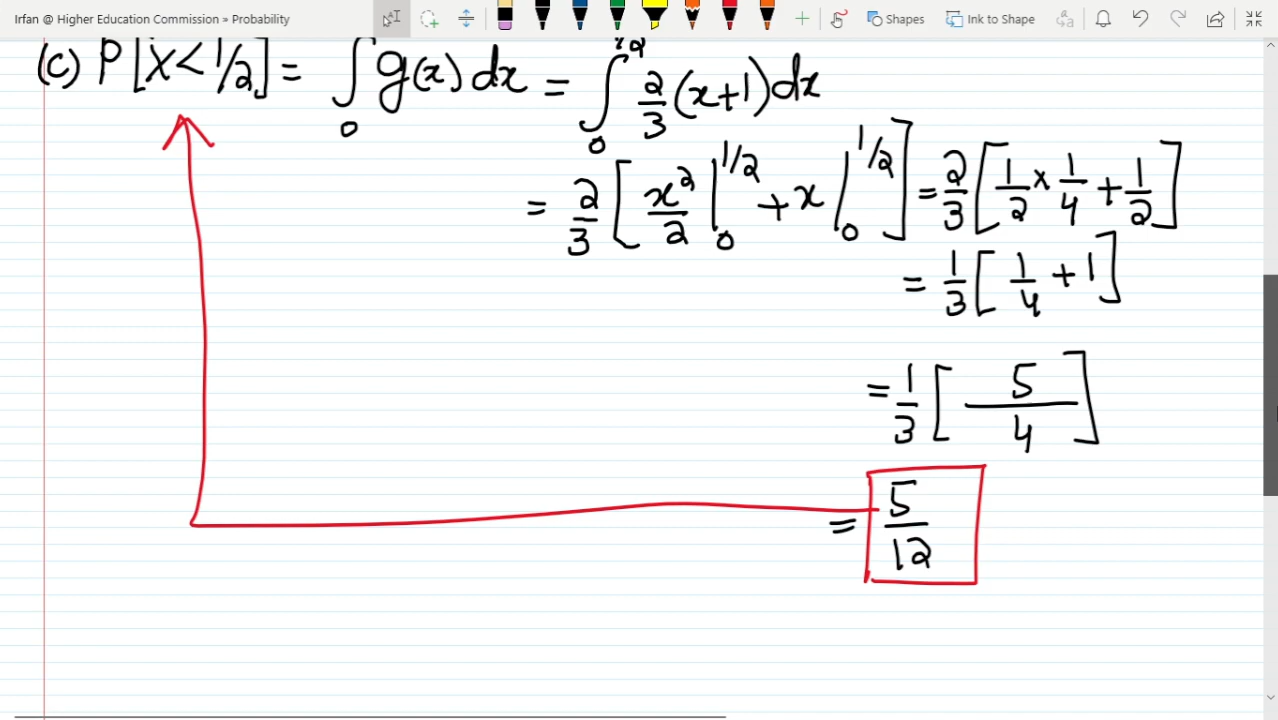 Irfan @ Higher Education Commission » Probability
Shapes
Ink to Shape
(c) P[X<1/2] = ∫₀ g(x) dx = ∫₀^1/2 2/3 (x+1) dx
= 2/3 [ x²/2 |₀^1/2 + x |₀^1/2 ] = 2/3 [ 1/2 × 1/4 + 1/2 ]
= 1/3 [ 1/4 + 1 ]
= 1/3 [ 5/4 ]
= 5/12